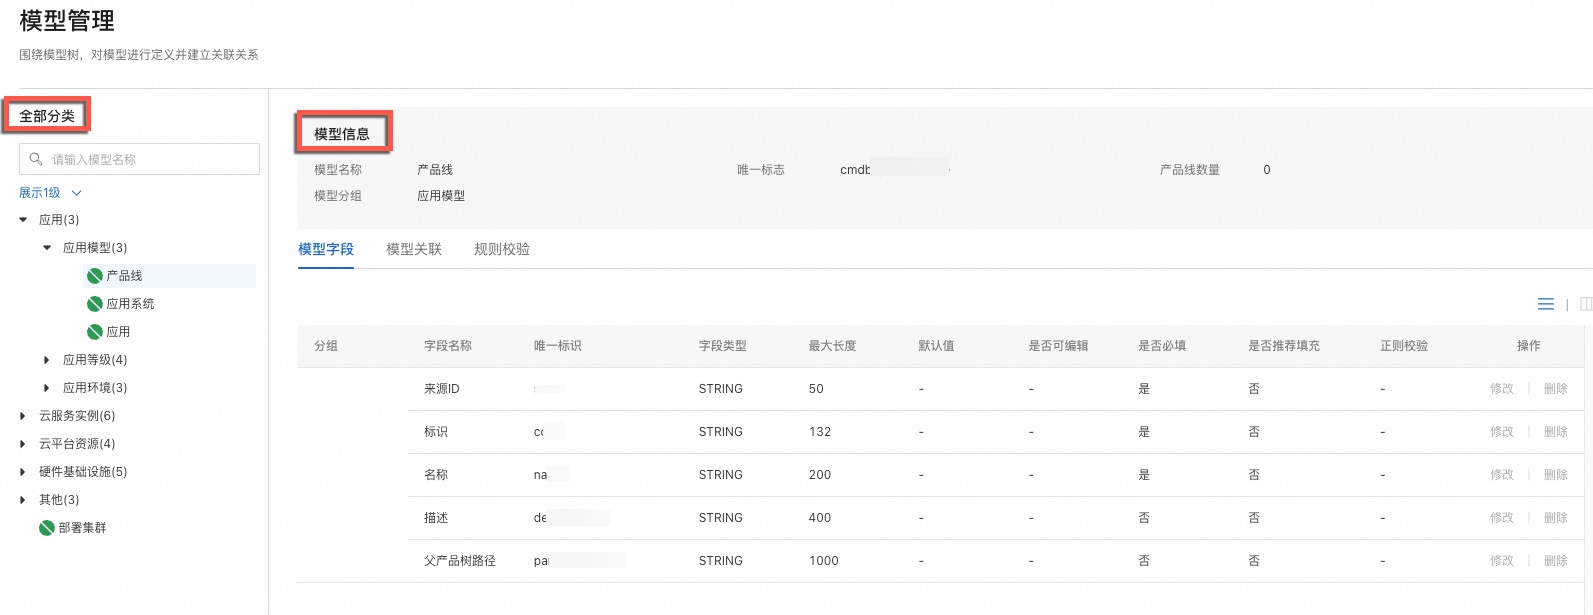 模型管理
围绕模型树，对模型进行定义并建立关联关系
全部分类
请输入模型名称
展示1级
应用(3)
应用模型(3)
产品线
应用系统
应用
应用等级(4)
应用环境(3)
云服务实例(6)
云平台资源(4)
硬件基础设施(5)
其他(3)
部署集群
模型信息
模型名称 产品线 唯一标志 cmdb 产品线数量 0
模型分组 应用模型
模型字段 模型关联 规则校验
分组 字段名称 唯一标识 字段类型 最大长度 默认值 是否可编辑 是否必填 是否推荐填充 正则校验 操作
来源ID STRING 50 - - 是 否 - 修改 | 删除
标识 STRING 132 - - 是 否 - 修改 | 删除
名称 na STRING 200 - - 是 否 - 修改 | 删除
描述 de STRING 400 - - 否 否 - 修改 | 删除
父产品树路径 pa STRING 1000 - - 否 否 - 修改 | 删除